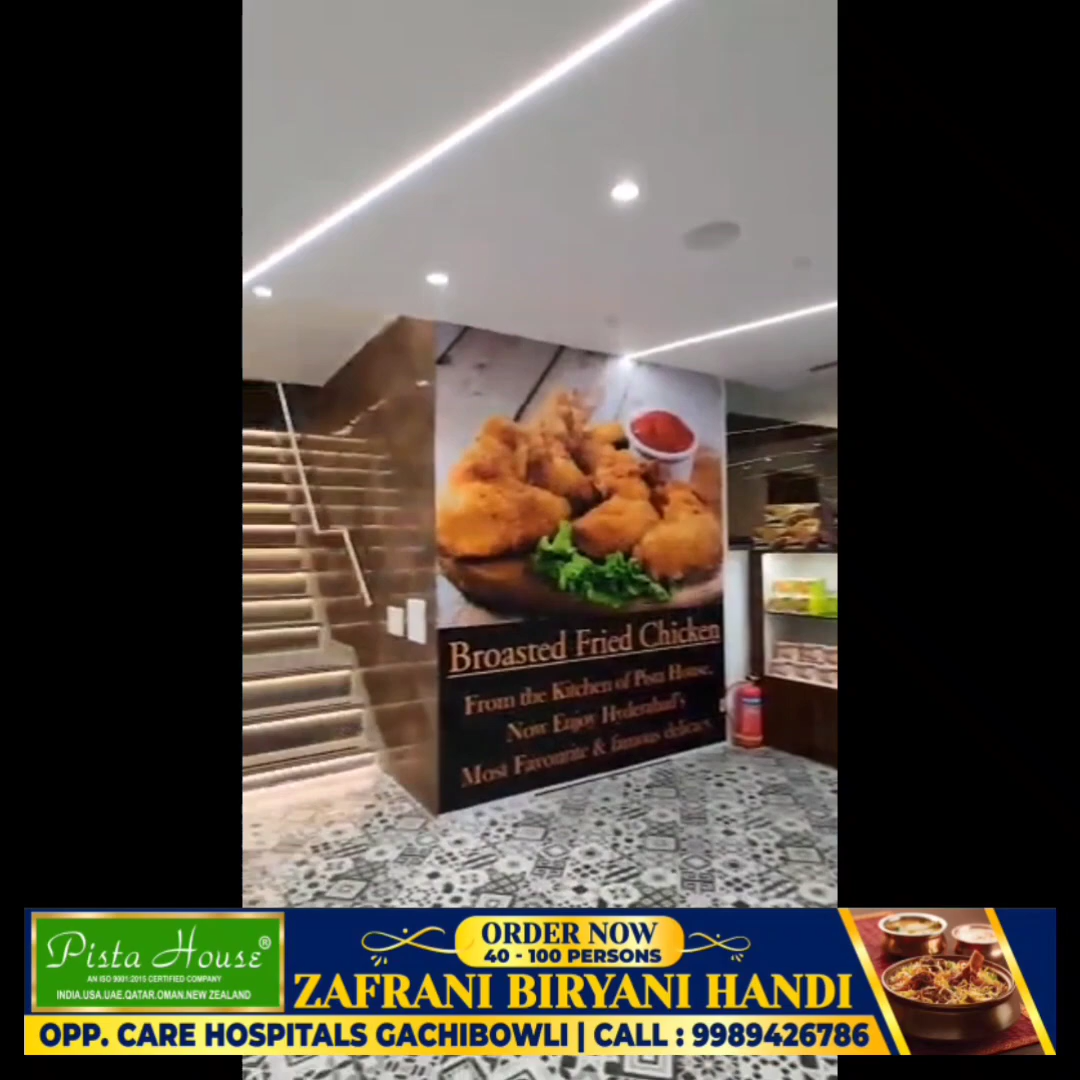 Broasted Fried Chicken
From the Kitchen of Pista House,
Now Enjoy Hyderabad's
Most Favourite & famous delicacy
Pista House®
AN ISO 9001:2015 CERTIFIED COMPANY
INDIA.USA.UAE.QATAR.OMAN.NEW ZEALAND
ORDER NOW
40 - 100 PERSONS
ZAFRANI BIRYANI HANDI
OPP. CARE HOSPITALS GACHIBOWLI | CALL : 9989426786